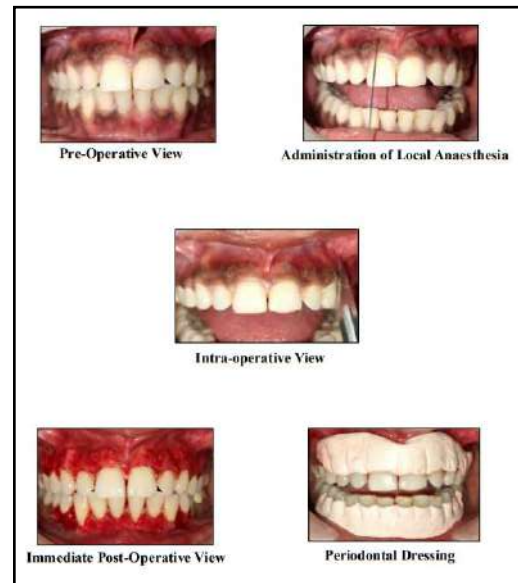 Pre-Operative View
Administration of Local Anaesthesia
Intra-operative View
Immediate Post-Operative View
Periodontal Dressing